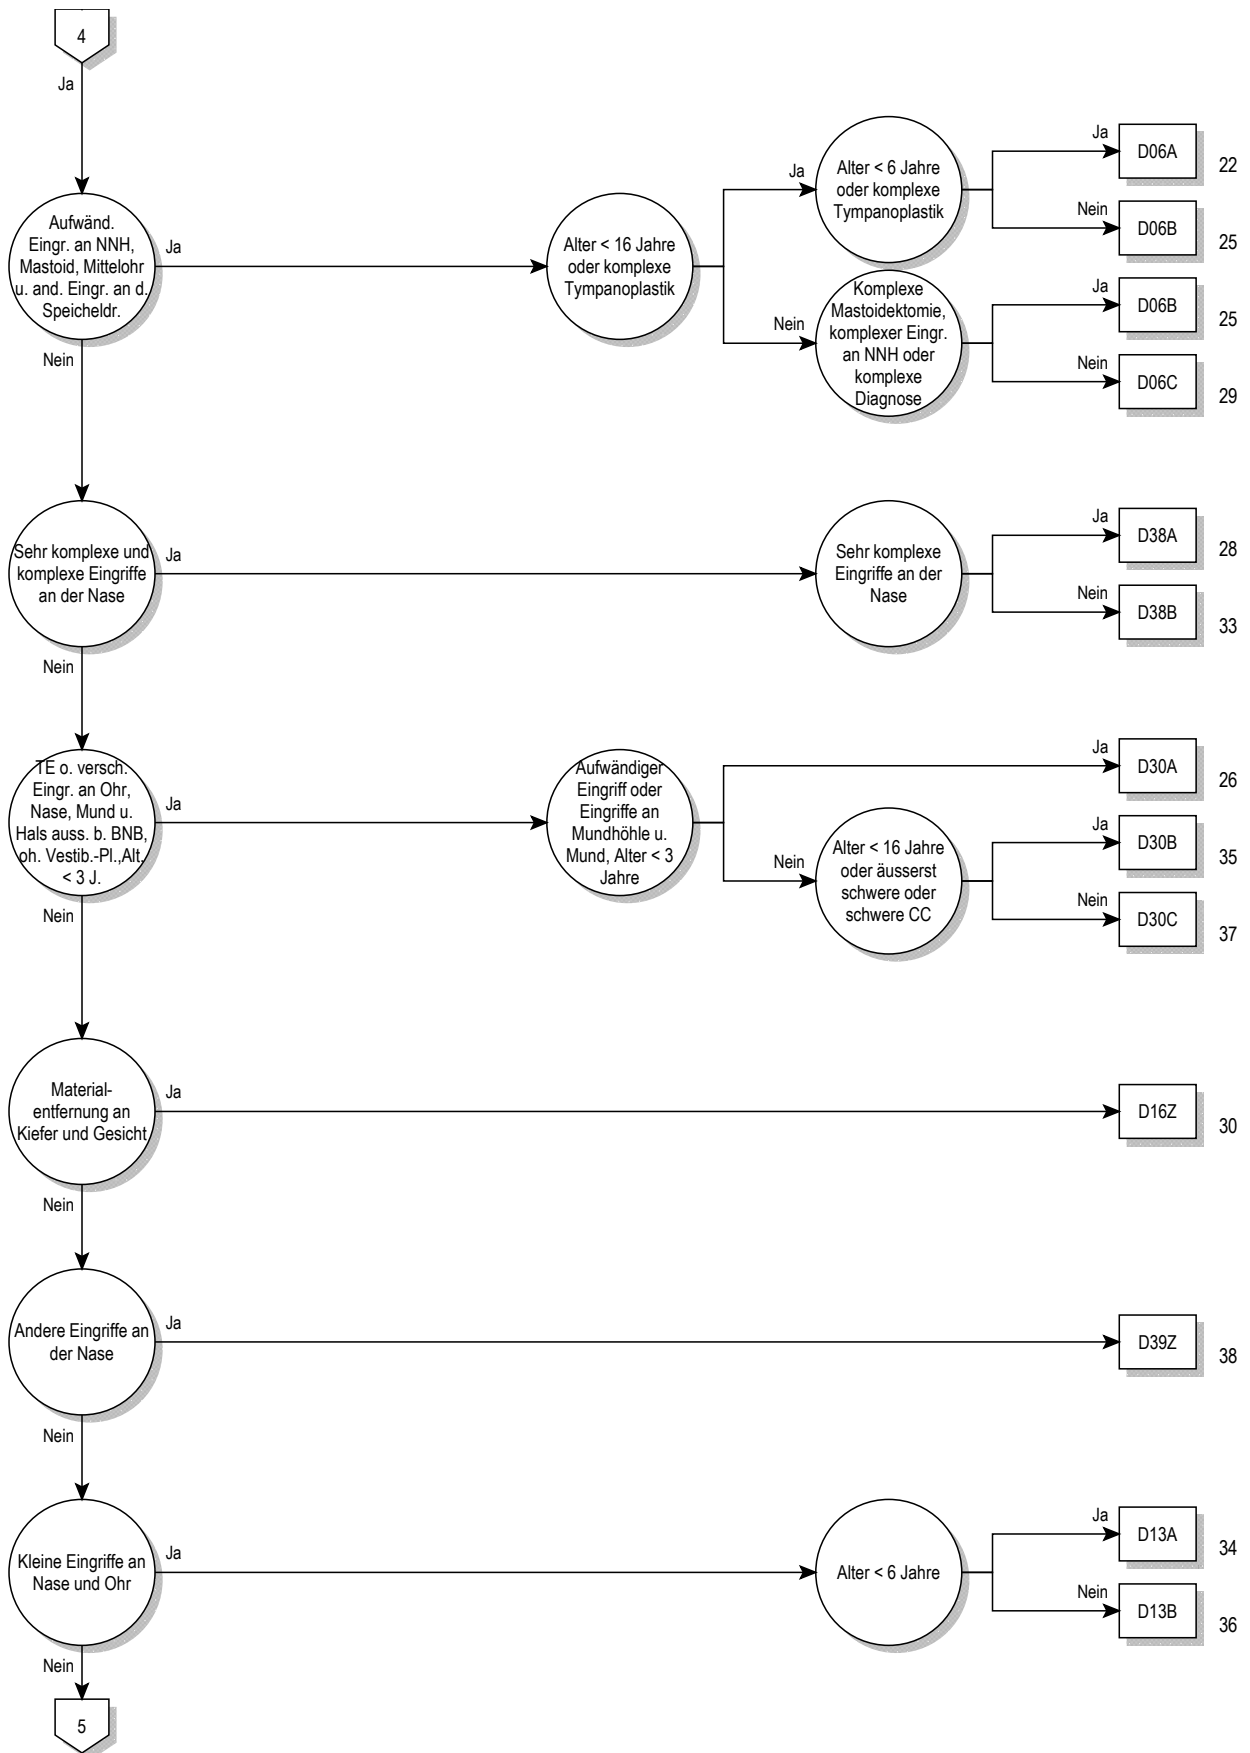 4
Ja
Aufwänd.
Eingr. an NNH,
Mastoid, Mittelohr
u. and. Eingr. an d.
Speicheldr.
Ja
Alter < 16 Jahre
oder komplexe
Tympanoplastik
Ja
Alter < 6 Jahre
oder komplexe
Tympanoplastik
Ja
D06A
22
Nein
D06B
25
Nein
Komplexe
Mastoidektomie,
komplexer Eingr.
an NNH oder
komplexe
Diagnose
Ja
D06B
25
Nein
D06C
29
Nein
Sehr komplexe und
komplexe Eingriffe
an der Nase
Ja
Sehr komplexe
Eingriffe an der
Nase
Ja
D38A
28
Nein
D38B
33
Nein
TE o. versch.
Eingr. an Ohr,
Nase, Mund u.
Hals auss. b. BNB,
oh. Vestib.-Pl.,Alt.
< 3 J.
Ja
Aufwändiger
Eingriff oder
Eingriffe an
Mundhöhle u.
Mund, Alter < 3
Jahre
Ja
D30A
26
Nein
Alter < 16 Jahre
oder äusserst
schwere oder
schwere CC
Ja
D30B
35
Nein
D30C
37
Nein
Material-
entfernung an
Kiefer und Gesicht
Ja
D16Z
30
Nein
Andere Eingriffe an
der Nase
Ja
D39Z
38
Nein
Kleine Eingriffe an
Nase und Ohr
Ja
Alter < 6 Jahre
Ja
D13A
34
Nein
D13B
36
Nein
5